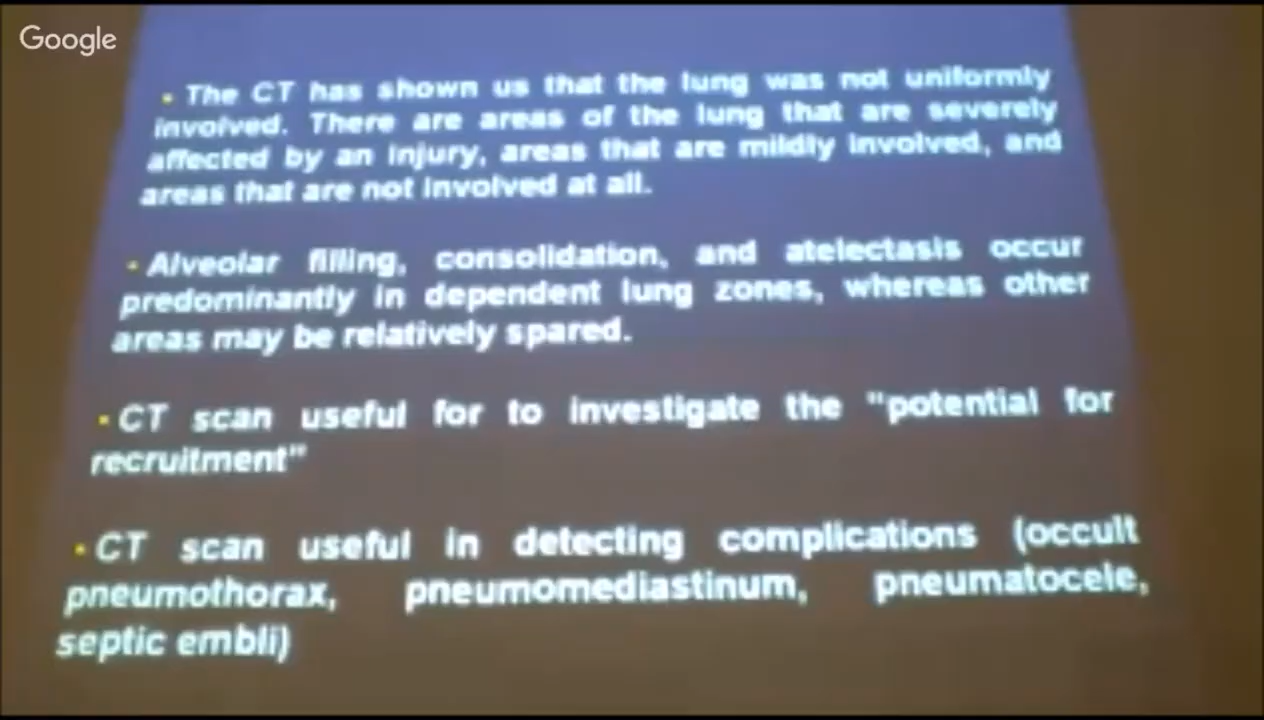 Google
• The CT has shown us that the lung was not uniformly
involved. There are areas of the lung that are severely
affected by an injury, areas that are mildly involved, and
areas that are not involved at all.
• Alveolar filling, consolidation, and atelectasis occur
predominantly in dependent lung zones, whereas other
areas may be relatively spared.
• CT scan useful for to investigate the "potential for
recruitment"
• CT scan useful in detecting complications (occult
pneumothorax, pneumomediastinum, pneumatocele,
septic embli)